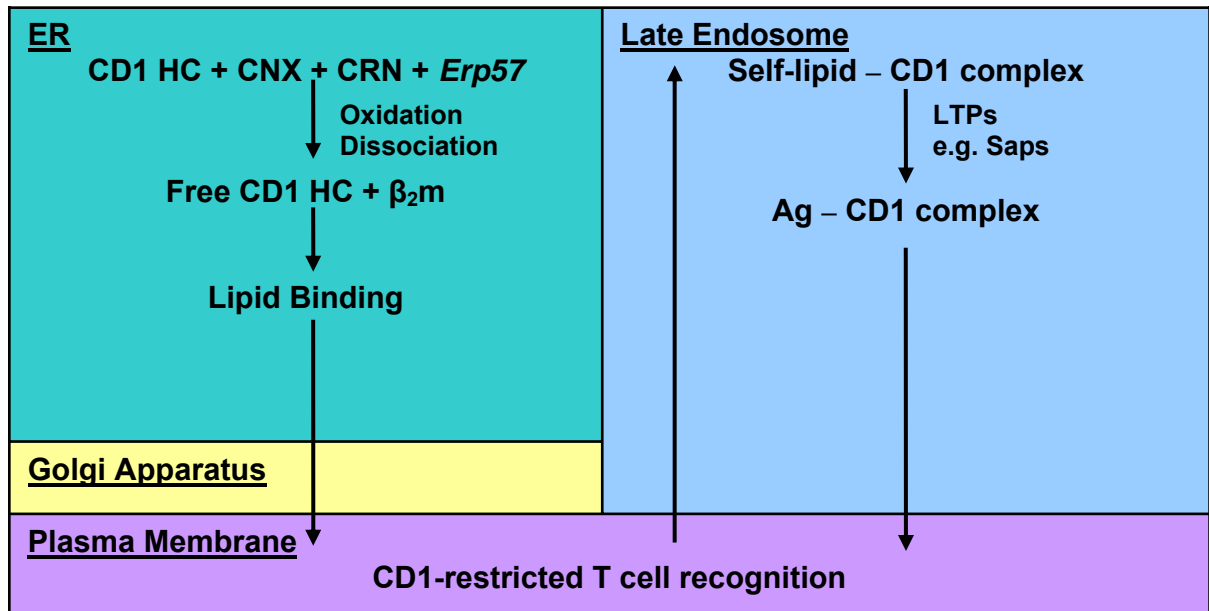 ER
CD1 HC + CNX + CRN + Erp57
Oxidation
Dissociation
Free CD1 HC + β₂m
Lipid Binding
Golgi Apparatus
Late Endosome
Self-lipid – CD1 complex
LTPs
e.g. Saps
Ag – CD1 complex
Plasma Membrane
CD1-restricted T cell recognition